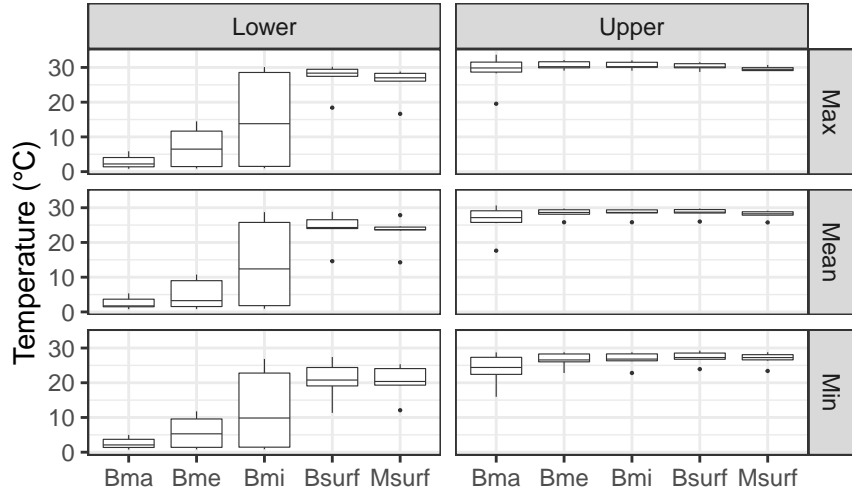 Lower Upper
30
20
10
0
Max
30
20
10
0
Mean
30
20
10
0
Min
Temperature (°C)
Bma Bme Bmi Bsurf Msurf Bma Bme Bmi Bsurf Msurf